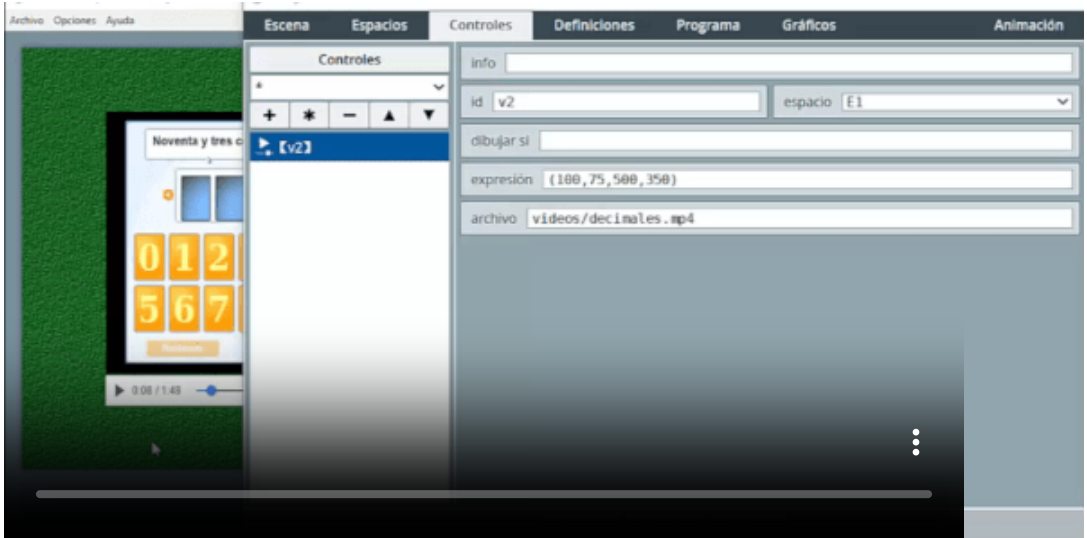 Archivo Opciones Ayuda
Escena Espacios Controles Definiciones Programa Gráficos Animación
Controles
*
+ * − ▲ ▼
【v2】
info
id v2
espacio E1
dibujar si
expresión (100,75,500,350)
archivo videos/decimales.mp4
Noventa y tres c
0 1 2
5 6 7
0:08 / 1:48